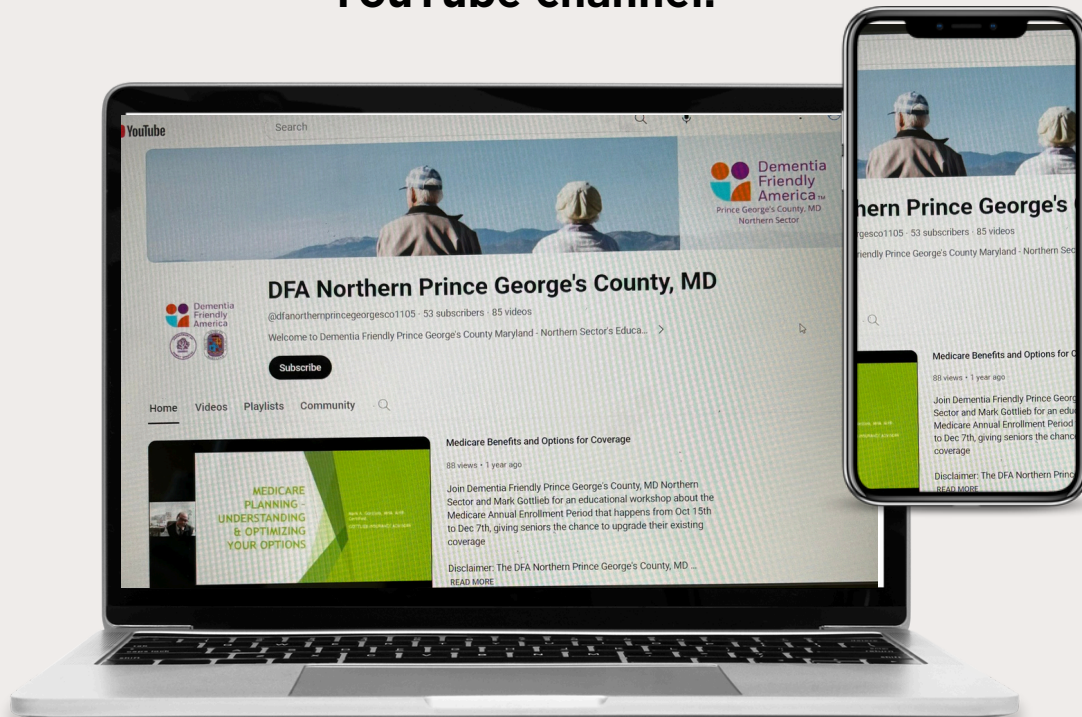 YouTube Channel.
YouTube
Search
Dementia
Friendly
America TM
Prince George's County, MD
Northern Sector
DFA Northern Prince George's County, MD
@dfanorthernprincegeorgesco1105 · 53 subscribers · 85 videos
Welcome to Dementia Friendly Prince George's County Maryland - Northern Sector's Educa...
Dementia
Friendly
America
Subscribe
Home Videos Playlists Community
MEDICARE
PLANNING -
UNDERSTANDING
& OPTIMIZING
YOUR OPTIONS
Medicare Benefits and Options for Coverage
88 views • 1 year ago
Join Dementia Friendly Prince George's County, MD Northern
Sector and Mark Gottlieb for an educational workshop about the
Medicare Annual Enrollment Period that happens from Oct 15th
to Dec 7th, giving seniors the chance to upgrade their existing
coverage
Disclaimer: The DFA Northern Prince George's County, MD ...
READ MORE
hern Prince George's
rgesco1105 · 53 subscribers · 85 videos
riendly Prince George's County Maryland - Northern Sec
Medicare Benefits and Options for C
88 views • 1 year ago
Join Dementia Friendly Prince Georg
Sector and Mark Gottlieb for an edu
Medicare Annual Enrollment Period
to Dec 7th, giving seniors the chanc
coverage
Disclaimer: The DFA Northern Princ
READ MORE